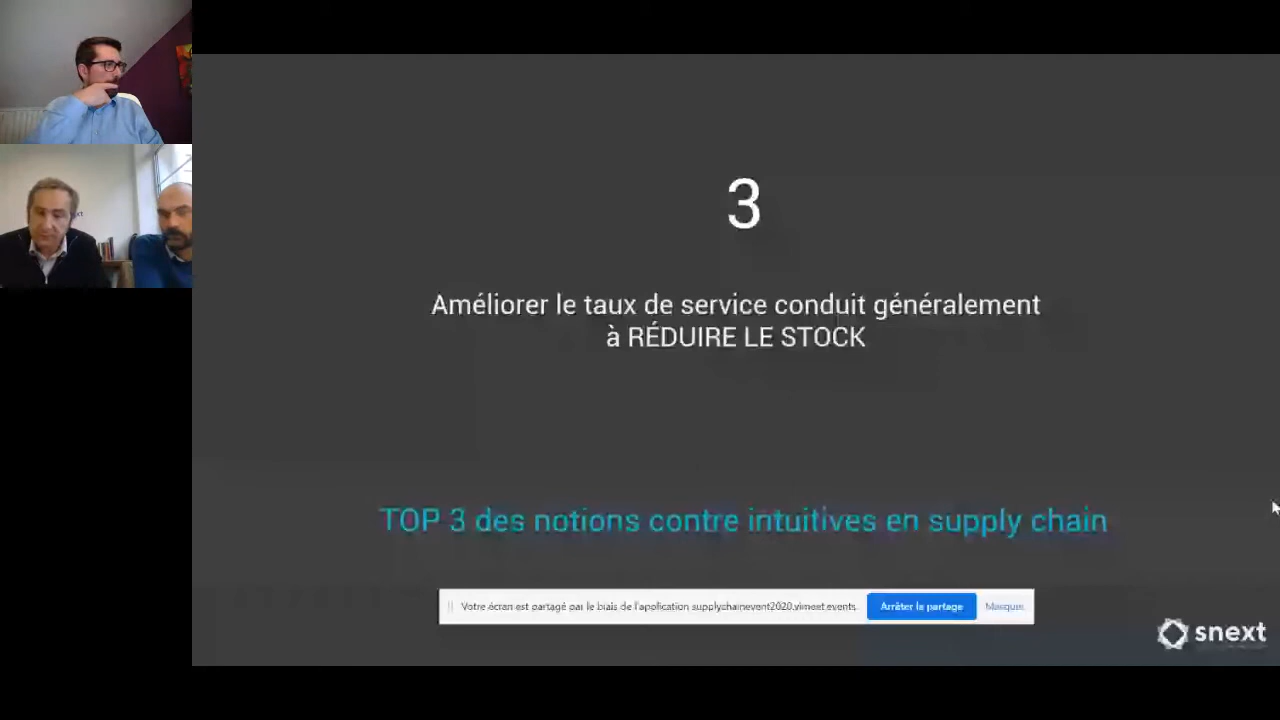 3
Améliorer le taux de service conduit généralement
à RÉDUIRE LE STOCK
TOP 3 des notions contre intuitives en supply chain
Votre écran est partagé par le biais de l'application supplychainevent2020.vimeet.events.
Arrêter le partage
Masquer
snext